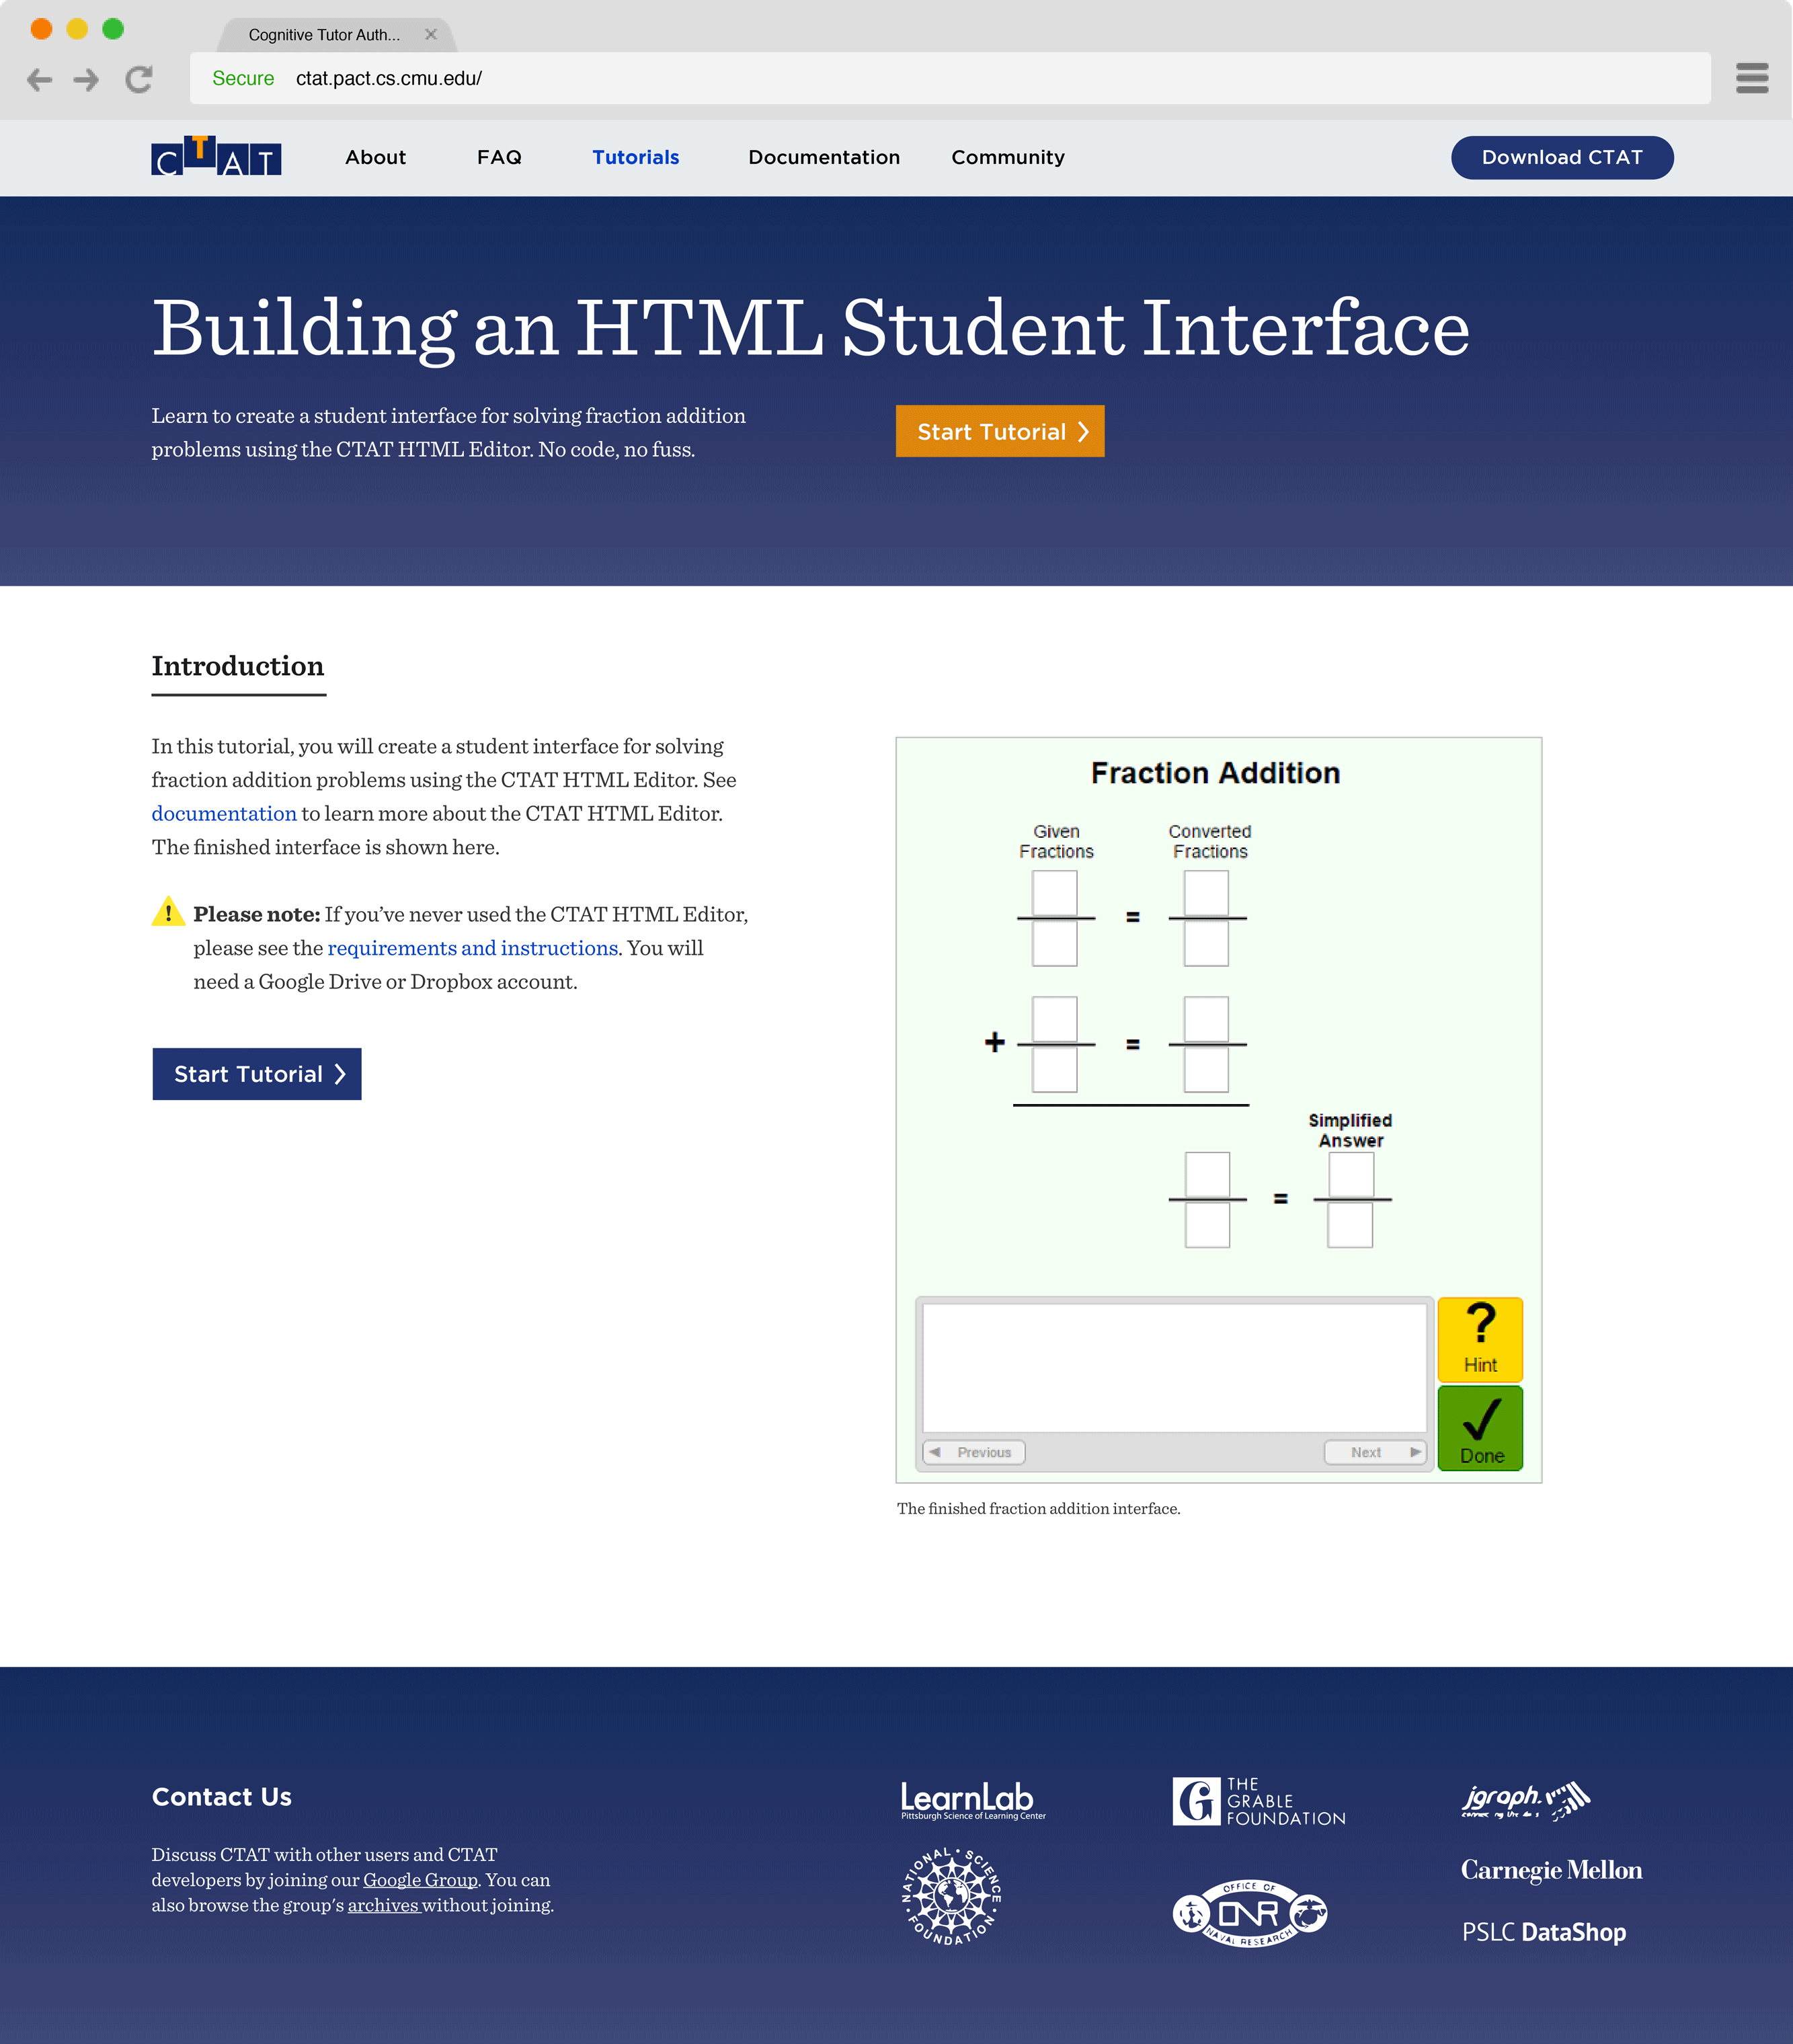 Cognitive Tutor Auth...
Secure ctat.pact.cs.cmu.edu/
CTAT About FAQ Tutorials Documentation Community Download CTAT
Building an HTML Student Interface
Learn to create a student interface for solving fraction addition
problems using the CTAT HTML Editor. No code, no fuss.
Start Tutorial
Introduction
In this tutorial, you will create a student interface for solving
fraction addition problems using the CTAT HTML Editor. See
documentation to learn more about the CTAT HTML Editor.
The finished interface is shown here.
! Please note: If you’ve never used the CTAT HTML Editor,
please see the requirements and instructions. You will
need a Google Drive or Dropbox account.
Start Tutorial
Fraction Addition
Given
Fractions
Converted
Fractions
=
+ =
Simplified
Answer
=
?
Hint
Done
Previous Next
The finished fraction addition interface.
Contact Us
Discuss CTAT with other users and CTAT
developers by joining our Google Group. You can
also browse the group's archives without joining.
LearnLab
Pittsburgh Science of Learning Center
NATIONAL SCIENCE FOUNDATION
G THE
GRABLE
FOUNDATION
OFFICE OF
ONR
NAVAL RESEARCH
jgraph.
Carnegie Mellon
PSLC DataShop